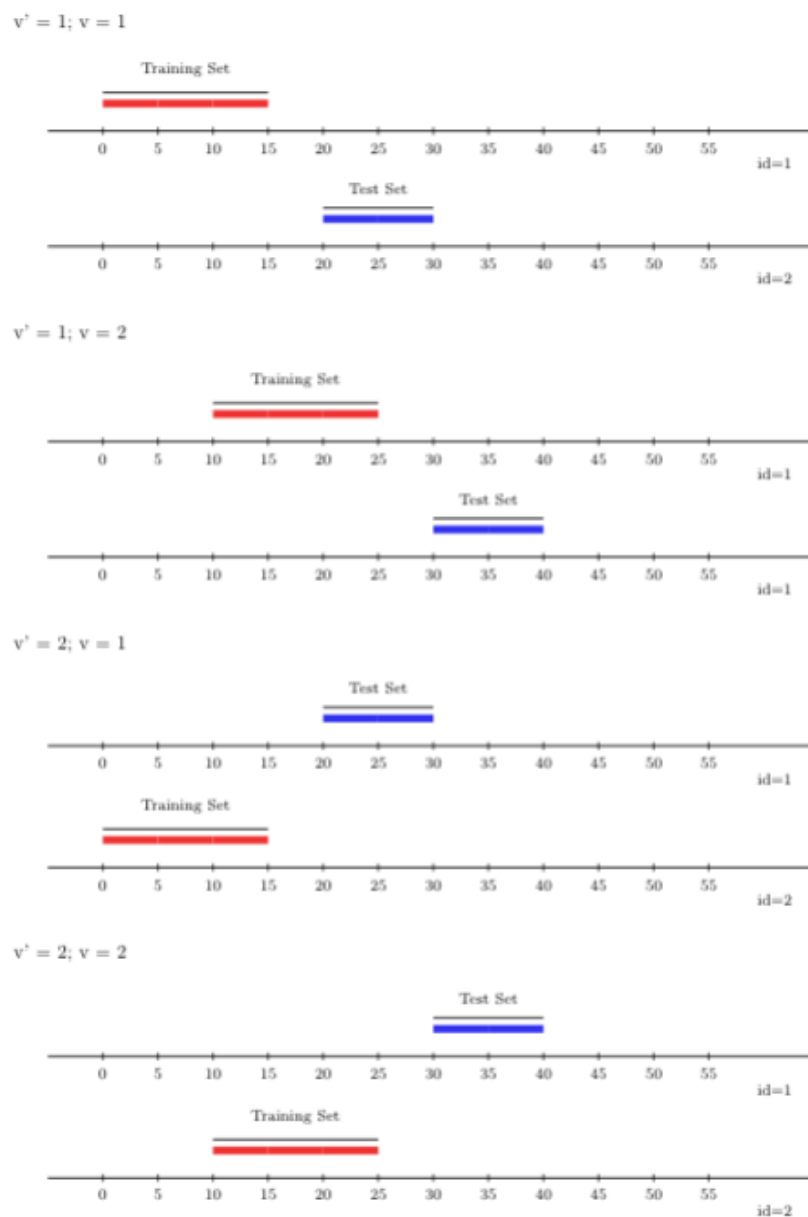 v' = 1; v = 1
Training Set
0 5 10 15 20 25 30 35 40 45 50 55
id=1
Test Set
0 5 10 15 20 25 30 35 40 45 50 55
id=2
v' = 1; v = 2
Training Set
0 5 10 15 20 25 30 35 40 45 50 55
id=1
Test Set
0 5 10 15 20 25 30 35 40 45 50 55
id=1
v' = 2; v = 1
Test Set
0 5 10 15 20 25 30 35 40 45 50 55
id=1
Training Set
0 5 10 15 20 25 30 35 40 45 50 55
id=2
v' = 2; v = 2
Test Set
0 5 10 15 20 25 30 35 40 45 50 55
id=1
Training Set
0 5 10 15 20 25 30 35 40 45 50 55
id=2